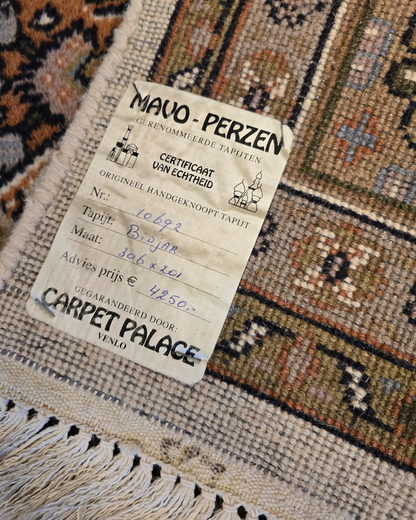 MAVO - PERZEN
GERENOMMEERDE TAPIJTEN
CERTIFICAAT
VAN ECHTHEID
ORIGINEEL HANDGEKNOOPT TAPIJT
Nr.: 10692
Tapijt: BIDJAR
Maat: 306 x 201
Advies prijs € 4250,-
GEGARANDEERD DOOR:
CARPET PALACE
VENLO